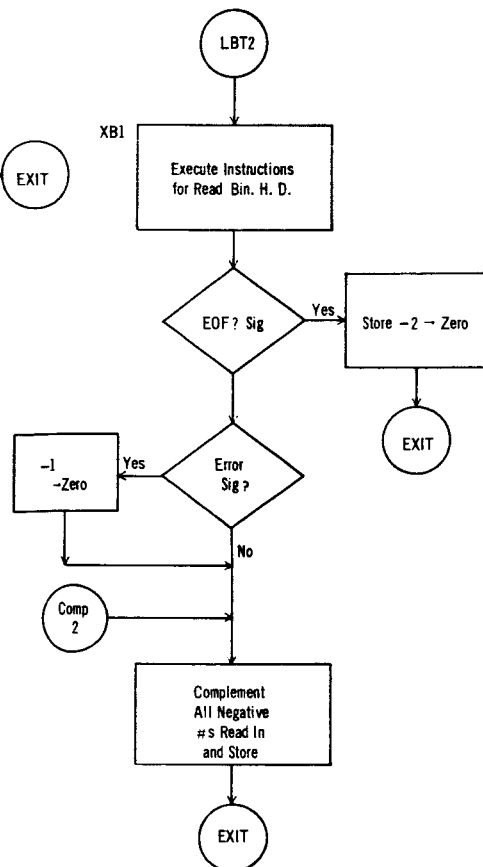 LBT2
XB1
Execute Instructions
for Read Bin. H. D.
EXIT
EOF? Sig
Yes
Store -2 → Zero
EXIT
-1
→Zero
Yes
Error
Sig?
No
Comp
2
Complement
All Negative
#s Read In
and Store
EXIT